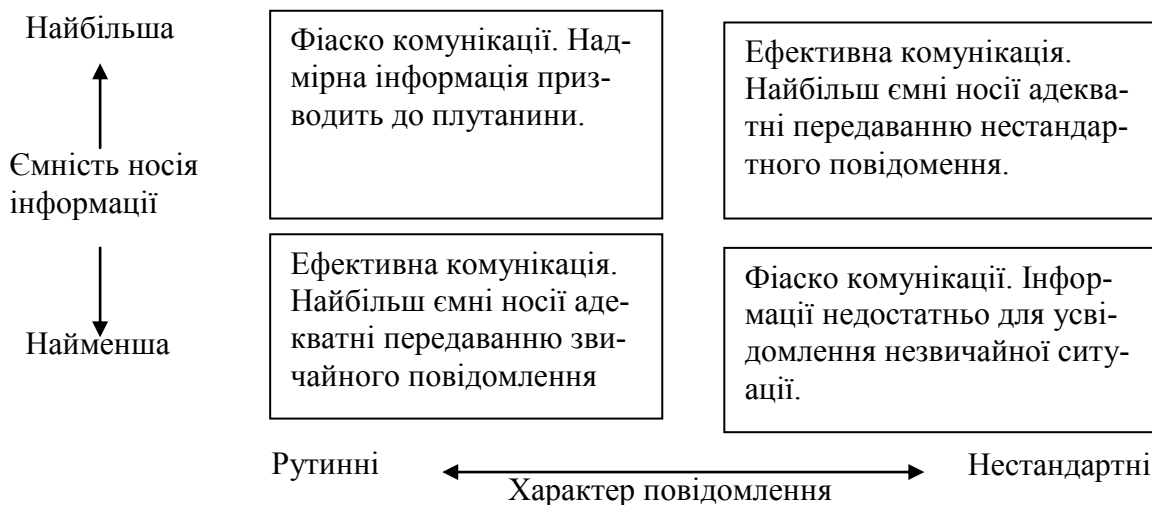 Найбільша
Фіаско комунікації. Над-
мірна інформація приз-
водить до плутанини.
Ефективна комунікація.
Найбільш ємні носії адеква-
тні передаванню нестандар-
тного повідомення.
Ємність носія
інформації
Ефективна комунікація.
Найбільш ємні носії аде-
кватні передаванню зви-
чайного повідомлення
Фіаско комунікації. Інфор-
мації недостатньо для усві-
домлення незвичайної ситу-
ації.
Найменша
Рутинні
Нестандартні
Характер повідомлення